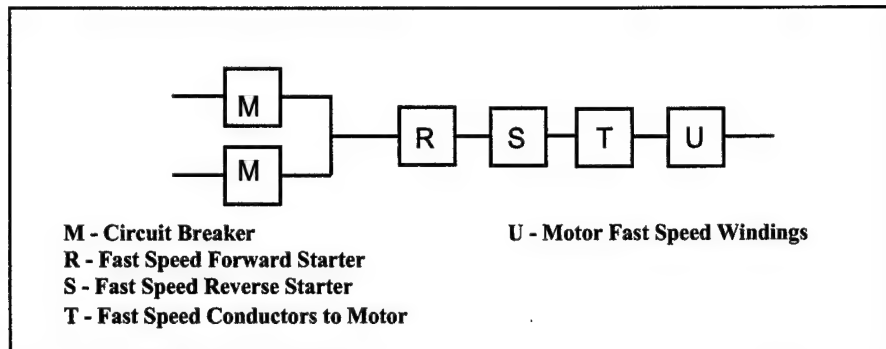 M
M R S T U
M - Circuit Breaker U - Motor Fast Speed Windings
R - Fast Speed Forward Starter
S - Fast Speed Reverse Starter
T - Fast Speed Conductors to Motor